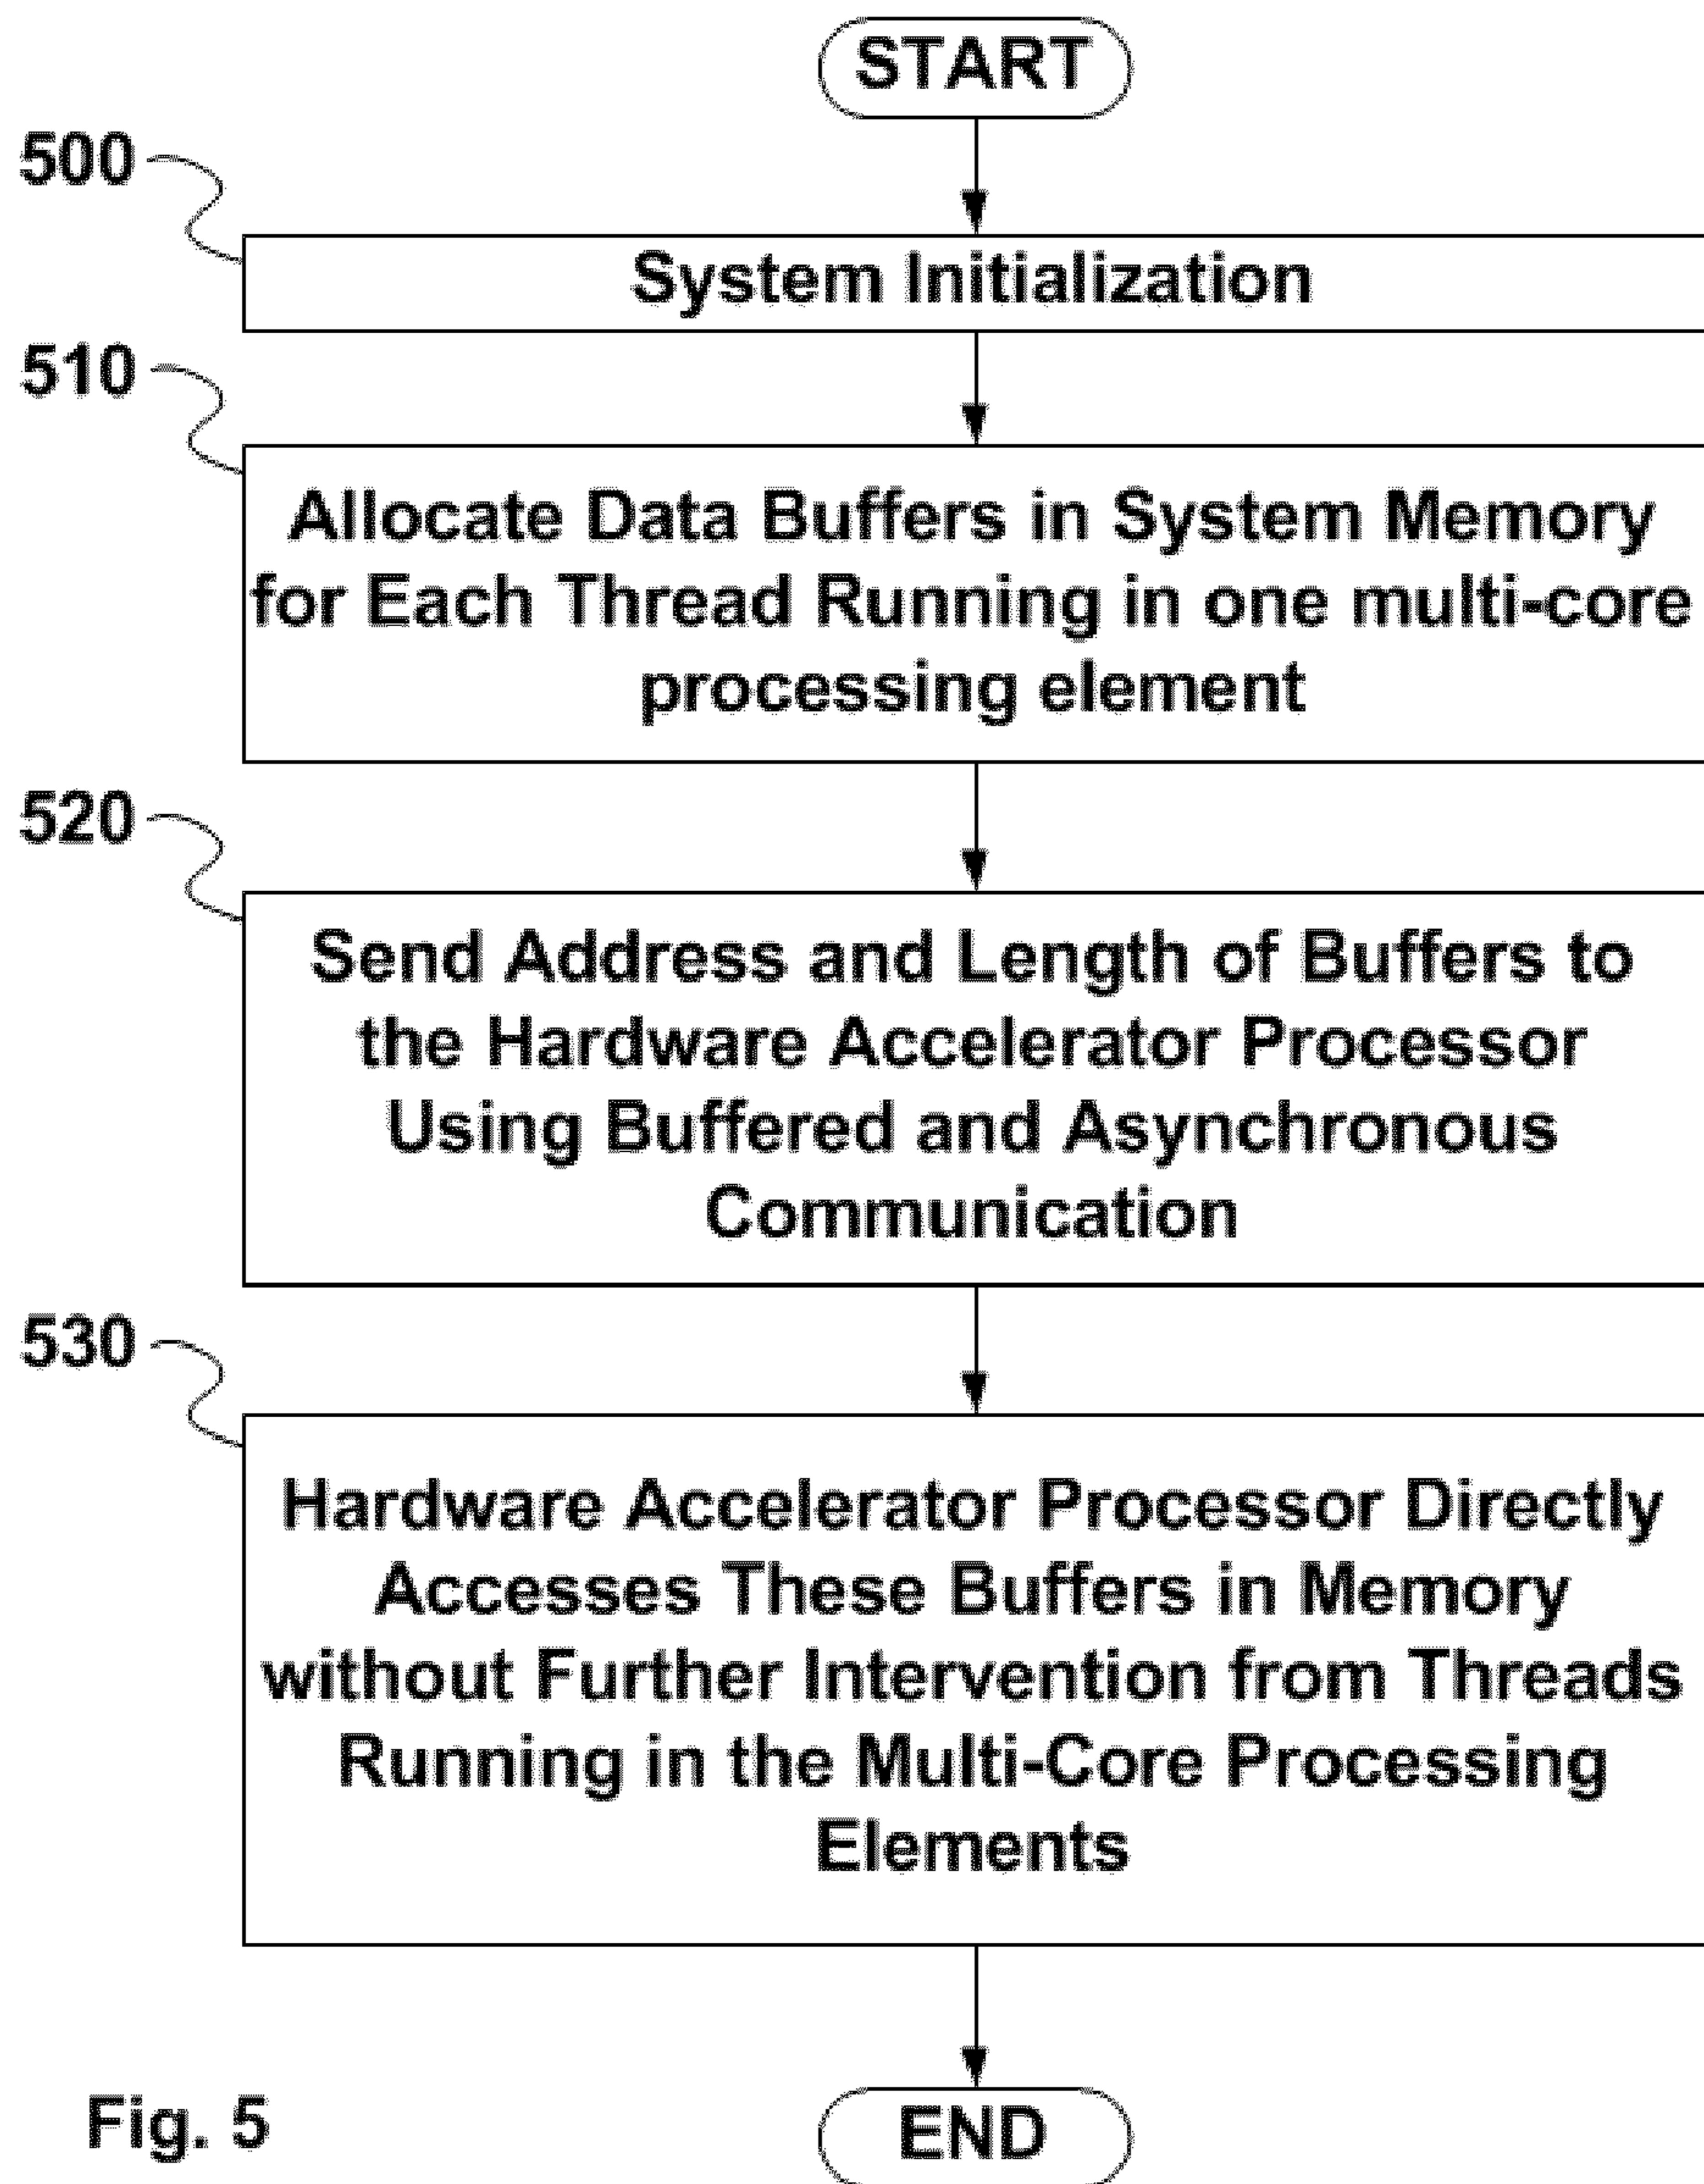 START
500
System Initialization
510
Allocate Data Buffers in System Memory
for Each Thread Running in one multi-core
processing element
520
Send Address and Length of Buffers to
the Hardware Accelerator Processor
Using Buffered and Asynchronous
Communication
530
Hardware Accelerator Processor Directly
Accesses These Buffers in Memory
without Further Intervention from Threads
Running in the Multi-Core Processing
Elements
END
Fig. 5